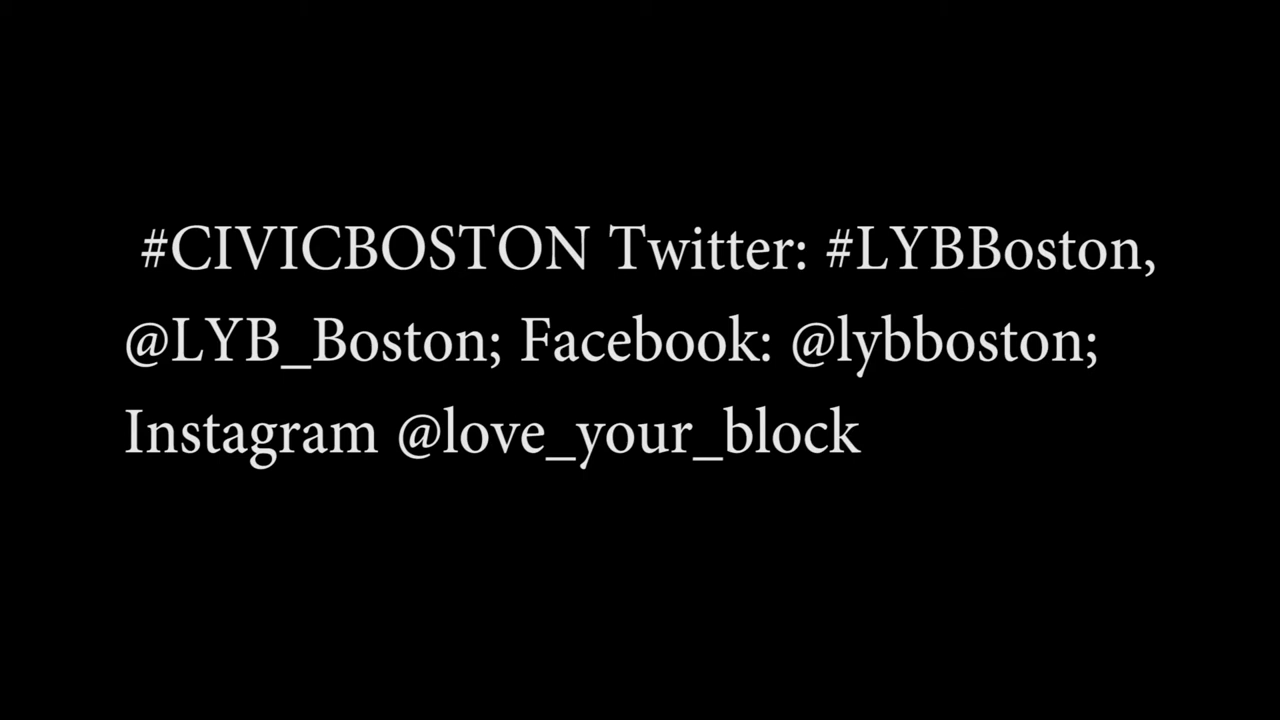 #CIVICBOSTON Twitter: #LYBBoston,
@LYB_Boston; Facebook: @lybboston;
Instagram @love_your_block